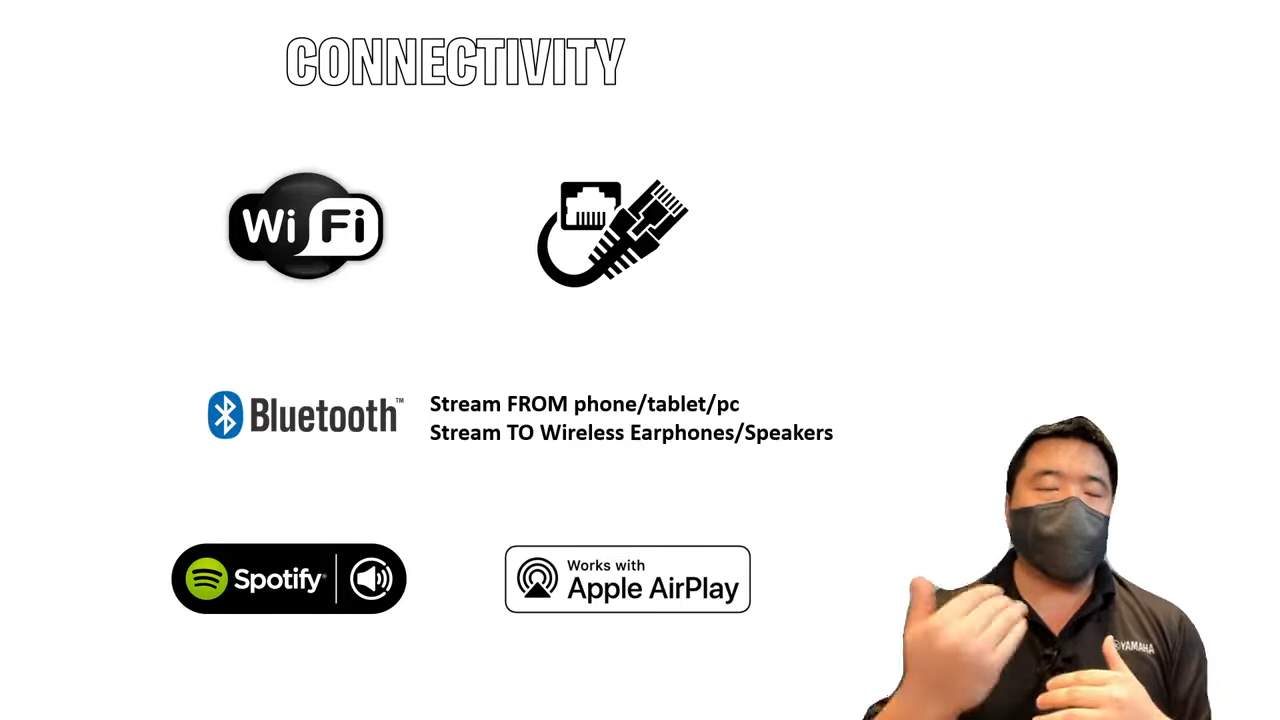 CONNECTIVITY
Wi Fi
Bluetooth™
Stream FROM phone/tablet/pc
Stream TO Wireless Earphones/Speakers
Spotify®
Works with
Apple AirPlay
YAMAHA